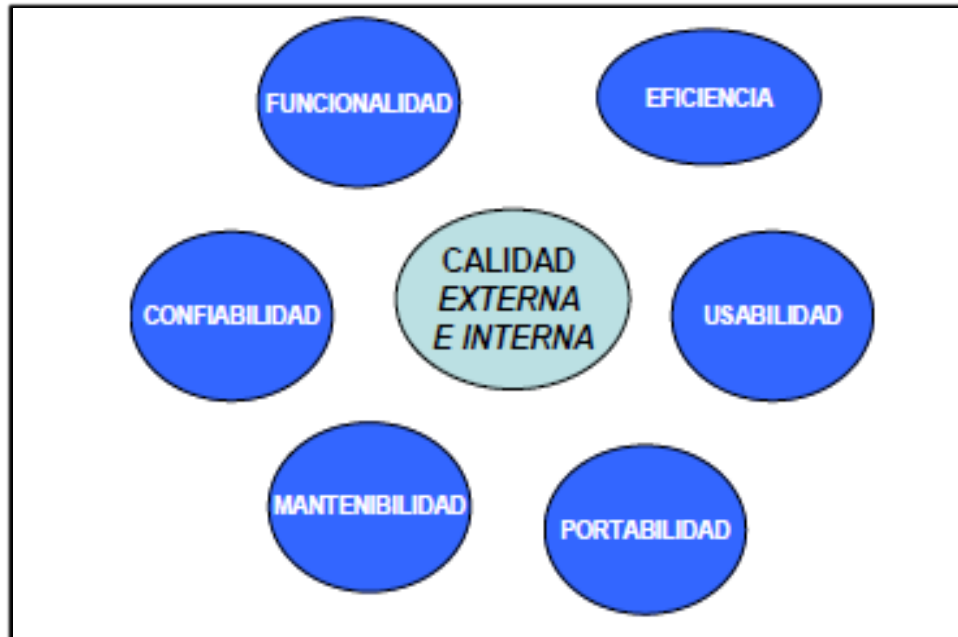 FUNCIONALIDAD
EFICIENCIA
CALIDAD
EXTERNA
E INTERNA
CONFIABILIDAD
USABILIDAD
MANTENIBILIDAD
PORTABILIDAD